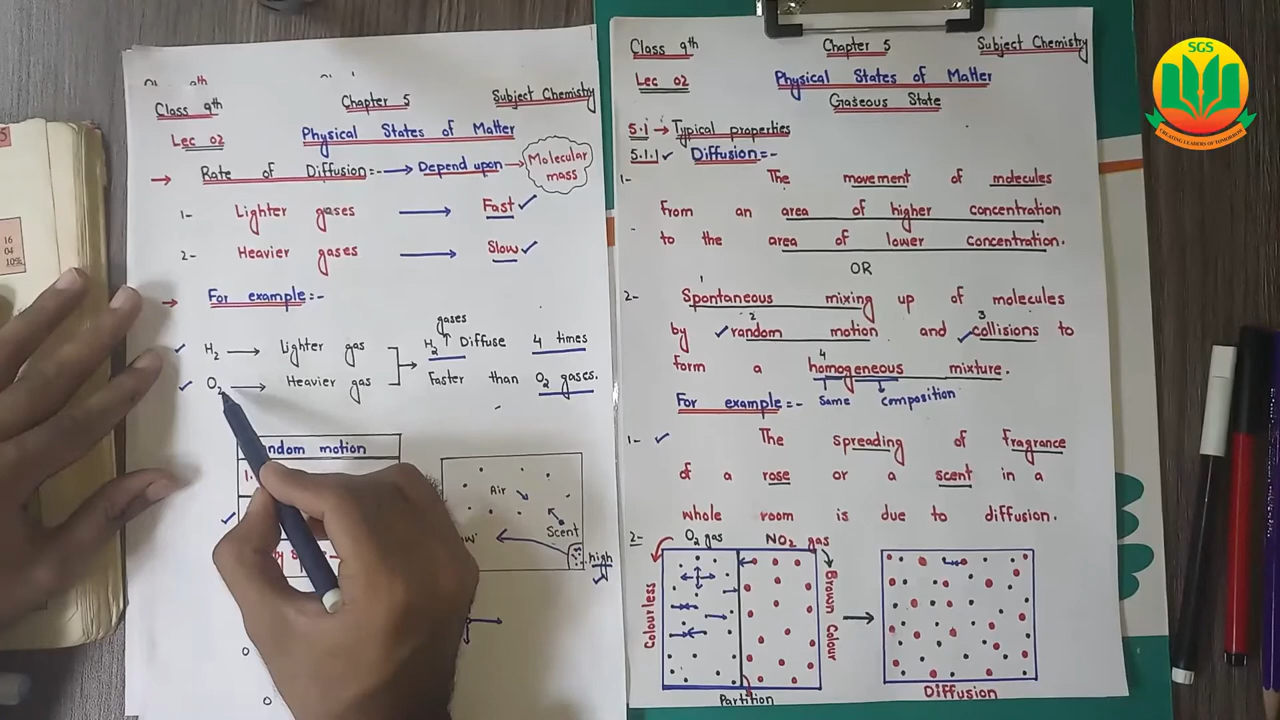 Class 9th Chapter 5 Subject Chemistry
Lec 02 Physical States of Matter
Rate of Diffusion:- Depend upon Molecular mass
1- Lighter gases Fast
2- Heavier gases Slow
For example:-
gases
H2 Lighter gas H2 Diffuse 4 times
O2 Heavier gas Faster than O2 gases.
motion
Air
Scent
high
Class 9th Chapter 5 Subject Chemistry
Lec 02 Physical States of Matter
Gaseous State
5.1 Typical properties
5.1.1 Diffusion:-
1- The movement of molecules
from an area of higher concentration
to the area of lower concentration.
OR
2- Spontaneous mixing up of molecules
by random motion and collisions to
form a homogeneous mixture.
For example:- Same composition
1- The spreading of fragrance
of a rose or a scent in a
whole room is due to diffusion.
2- O2 gas NO2 gas
Colourless
Brown Colour
Partition
Diffusion
SGS
CREATING LEADERS OF TOMORROW
16
04
10%